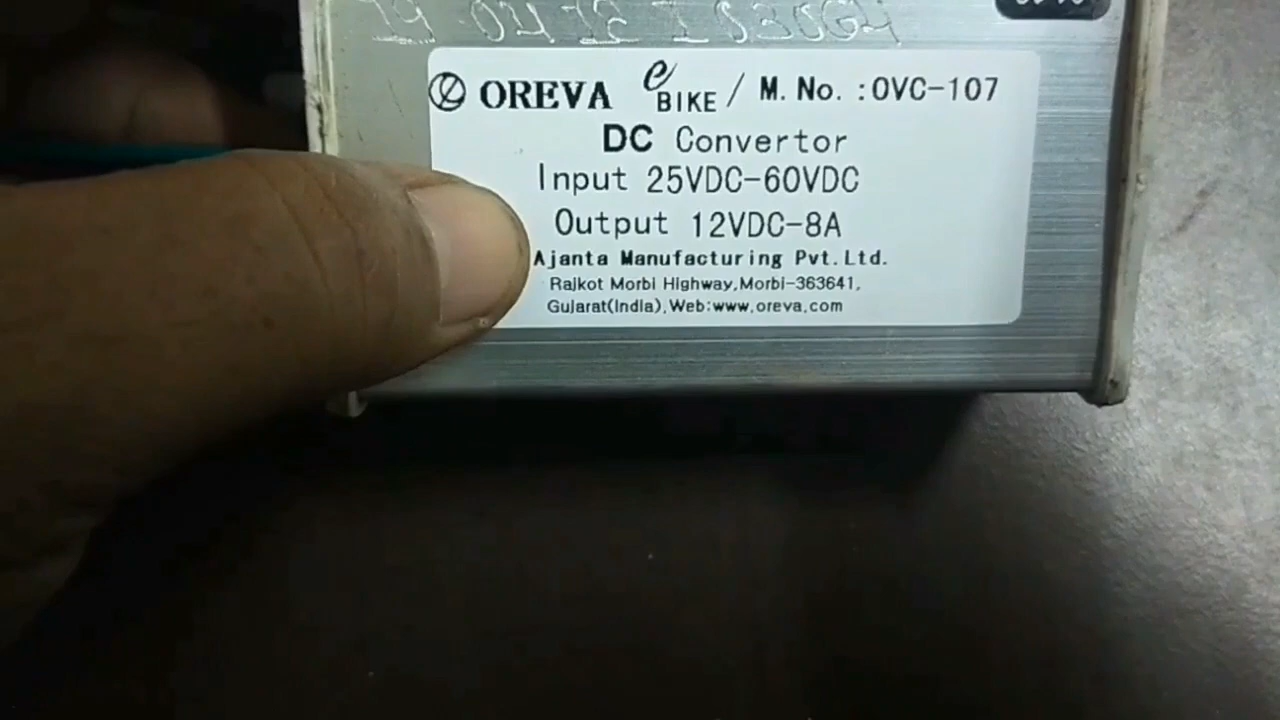 OREVA e BIKE / M. No. :OVC-107
DC Convertor
Input 25VDC-60VDC
Output 12VDC-8A
Ajanta Manufacturing Pvt.Ltd.
Rajkot Morbi Highway,Morbi-363641,
Gujarat(India),Web:www.oreva.com